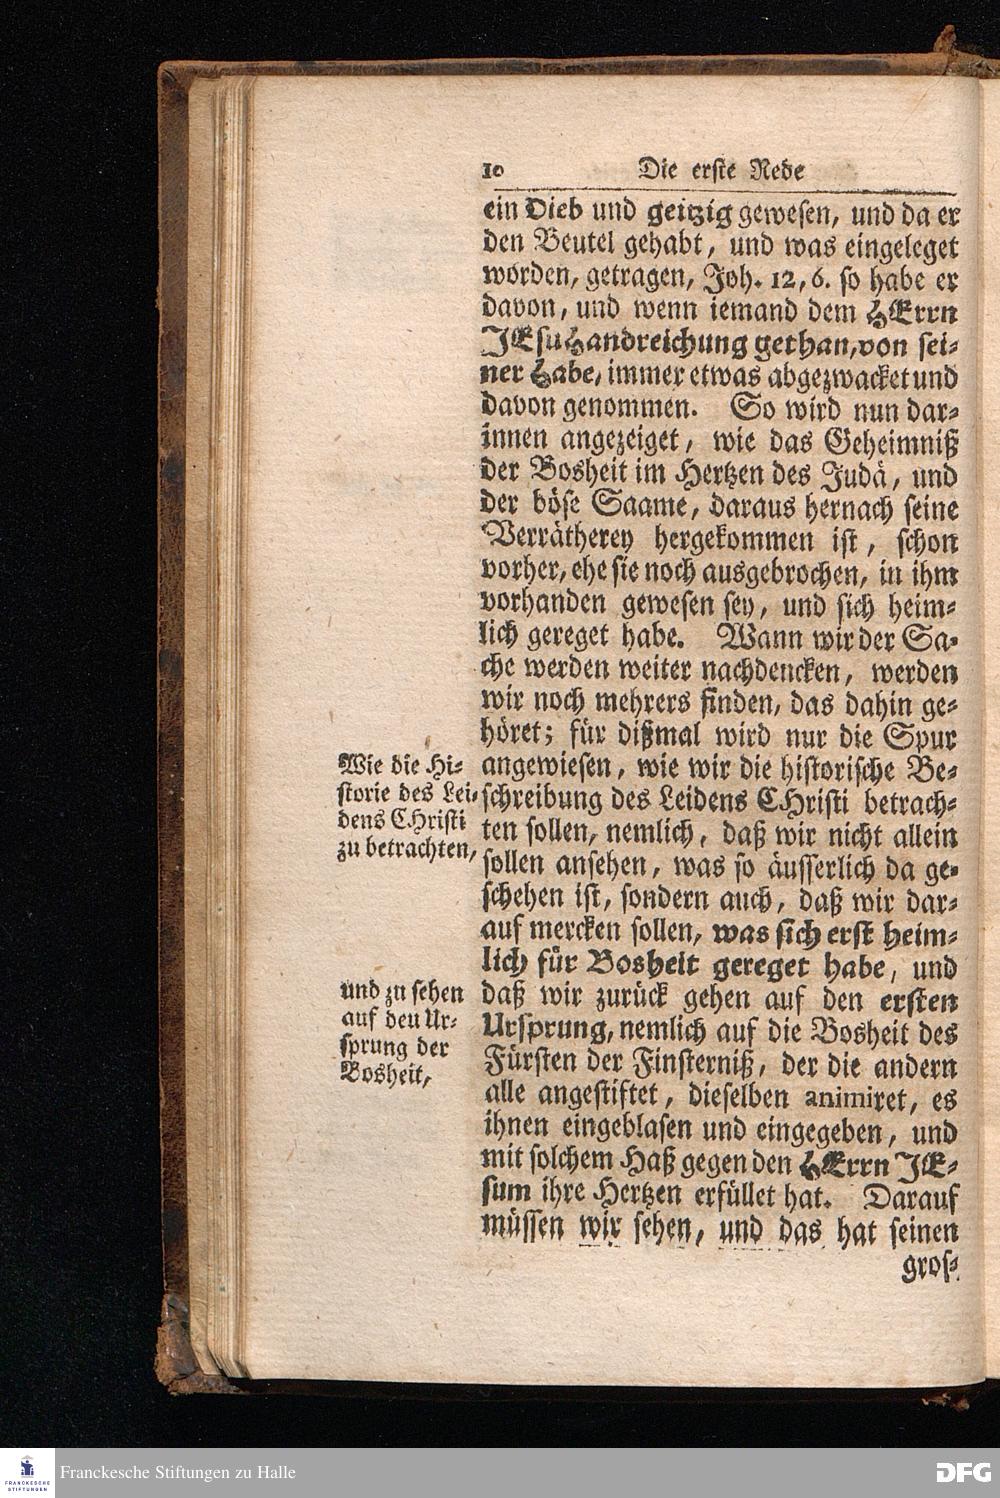 10 Die erste Rede
ein Dieb und geitzig gewesen, und da er
den Beutel gehabt, und was eingeleget
worden, getragen, Joh. 12, 6. so habe er
davon, und wenn iemand dem HErrn
JEsu Handreichung gethan, von sei-
ner Habe, immer etwas abgezwacket und
davon genommen. So wird nun dar-
innen angezeiget, wie das Geheimniß
der Bosheit im Hertzen des Judä, und
der böse Saame, daraus hernach seine
Verrätherey hergekommen ist, schon
vorher, ehe sie noch ausgebrochen, in ihm
vorhanden gewesen sey, und sich heim-
lich gereget habe. Wann wir der Sa-
che werden weiter nachdencken, werden
wir noch mehrers finden, das dahin ge-
höret; für dißmal wird nur die Spur
angewiesen, wie wir die historische Be-
schreibung des Leidens CHristi betrach-
ten sollen, nemlich, daß wir nicht allein
sollen ansehen, was so äusserlich da ge-
schehen ist, sondern auch, daß wir dar-
auf mercken sollen, was sich erst heim-
lich für Bosheit gereget habe, und
daß wir zurück gehen auf den ersten
Ursprung, nemlich auf die Bosheit des
Fürsten der Finsterniß, der die andern
alle angestiftet, dieselben animiret, es
ihnen eingeblasen und eingegeben, und
mit solchem Haß gegen den HErrn JE-
sum ihre Hertzen erfüllet hat. Darauf
müssen wir sehen, und das hat seinen
gros-
Wie die Hi-
storie des Lei-
dens CHristi
zu betrachten,
und zu sehen
auf den Ur-
sprung der
Bosheit,
FRANCKESCHE
STIFTUNGEN
Franckesche Stiftungen zu Halle
DFG